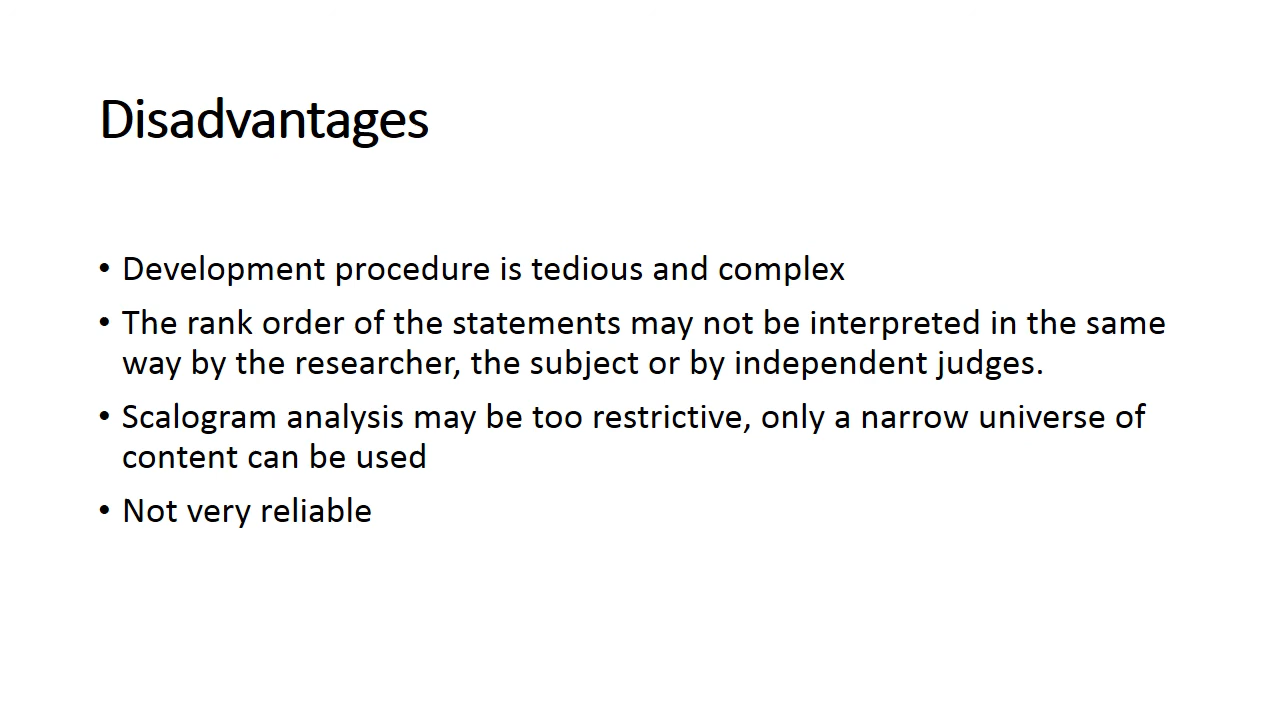 Disadvantages
• Development procedure is tedious and complex
• The rank order of the statements may not be interpreted in the same
way by the researcher, the subject or by independent judges.
• Scalogram analysis may be too restrictive, only a narrow universe of
content can be used
• Not very reliable